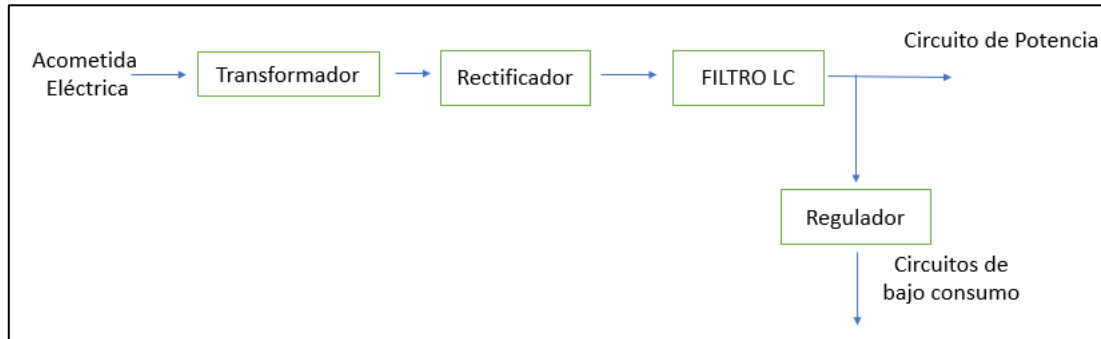 Circuito de Potencia
Acometida
Eléctrica
Transformador
Rectificador
FILTRO LC
Regulador
Circuitos de
bajo consumo